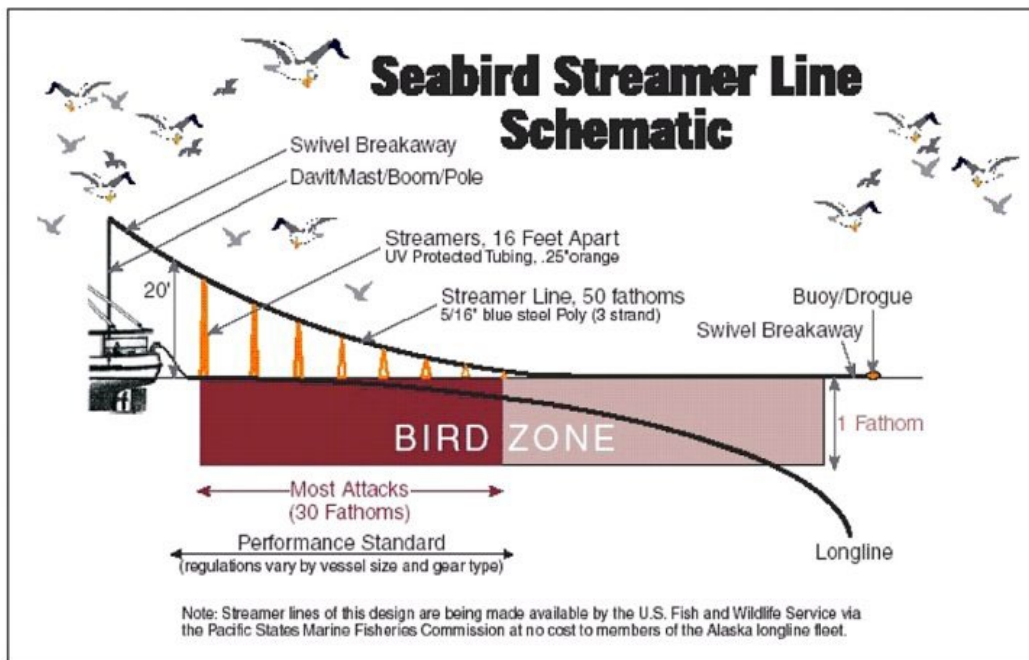 Seabird Streamer Line
Schematic
Swivel Breakaway
Davit/Mast/Boom/Pole
Streamers, 16 Feet Apart
UV Protected Tubing, .25"orange
20'
Streamer Line, 50 fathoms
5/16" blue steel Poly (3 strand)
Buoy/Drogue
Swivel Breakaway
BIRD ZONE
1 Fathom
Most Attacks
(30 Fathoms)
Performance Standard
(regulations vary by vessel size and gear type)
Longline
Note: Streamer lines of this design are being made available by the U.S. Fish and Wildlife Service via
the Pacific States Marine Fisheries Commission at no cost to members of the Alaska longline fleet.